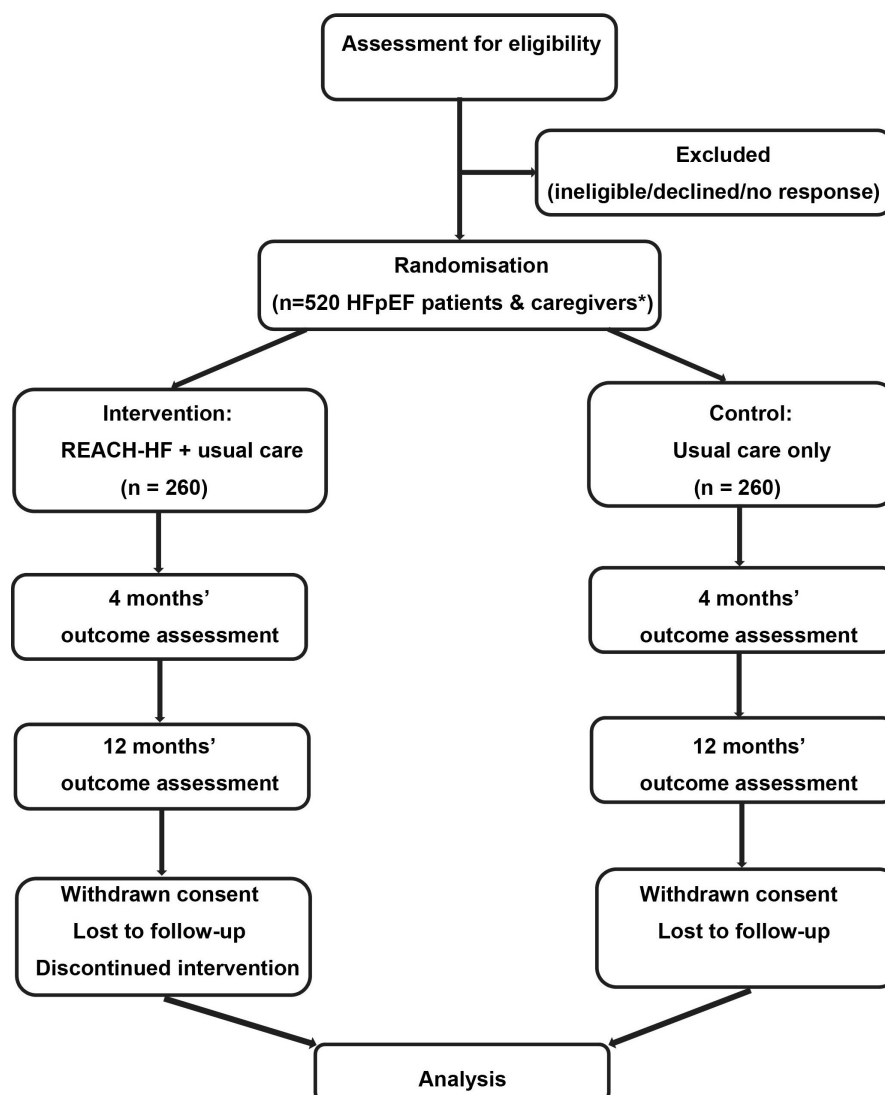 Assessment for eligibility
Excluded
(ineligible/declined/no response)
Randomisation
(n=520 HFpEF patients & caregivers*)
Intervention:
REACH-HF + usual care
(n = 260)
Control:
Usual care only
(n = 260)
4 months’
outcome assessment
4 months’
outcome assessment
12 months’
outcome assessment
12 months’
outcome assessment
Withdrawn consent
Lost to follow-up
Discontinued intervention
Withdrawn consent
Lost to follow-up
Analysis